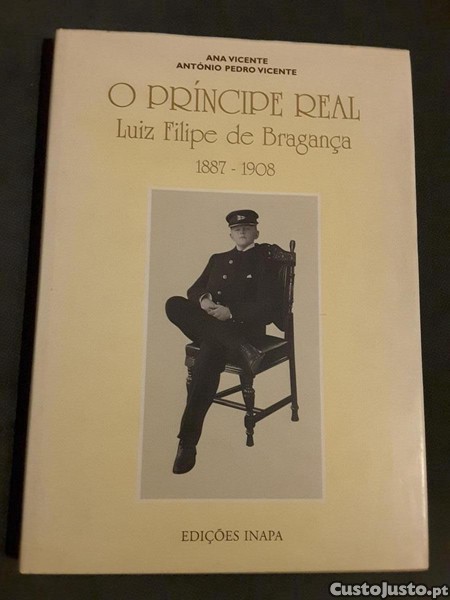 ANA VICENTE
ANTÓNIO PEDRO VICENTE
O PRÍNCIPE REAL
Luiz Filipe de Bragança
1887 - 1908
EDIÇÕES INAPA
CustoJusto.pt